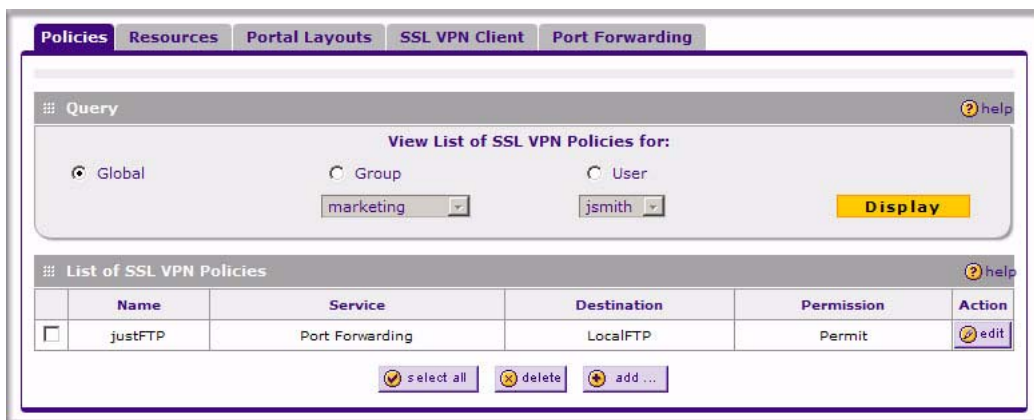 Policies Resources Portal Layouts SSL VPN Client Port Forwarding
Query help
View List of SSL VPN Policies for:
Global Group User
marketing jsmith Display
List of SSL VPN Policies help
Name Service Destination Permission Action
justFTP Port Forwarding LocalFTP Permit edit
select all delete add ...